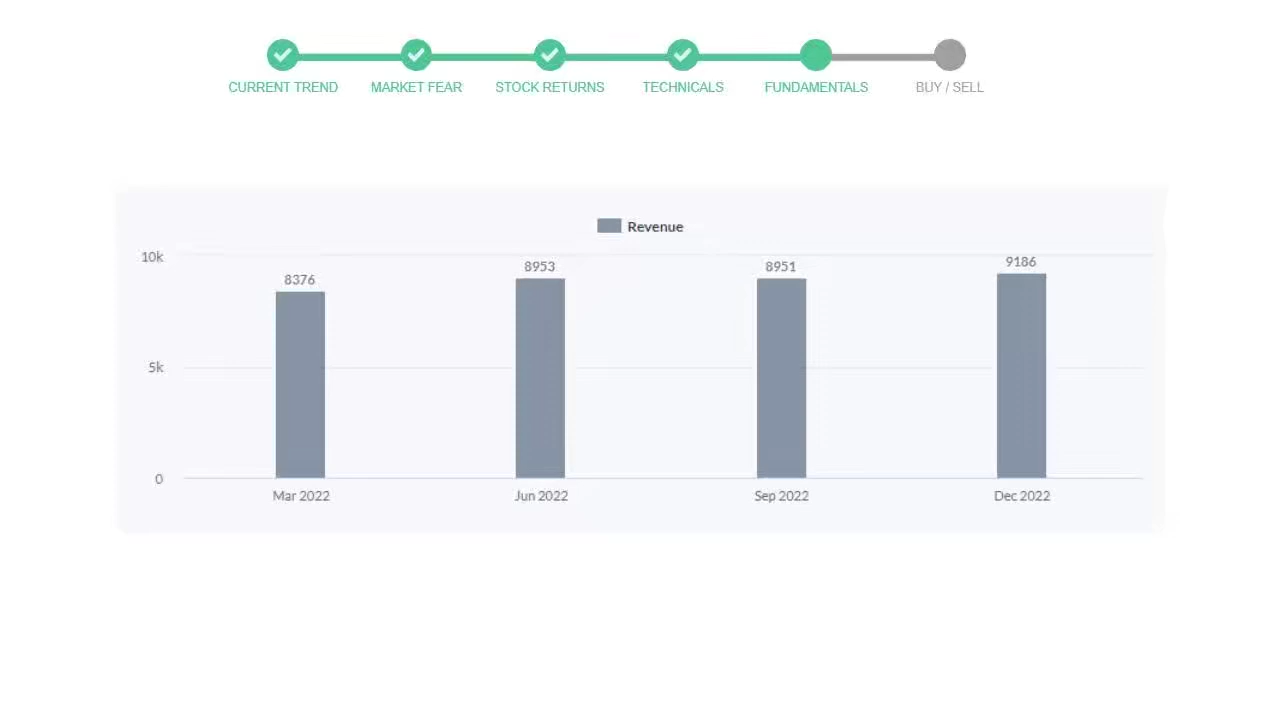 CURRENT TREND MARKET FEAR STOCK RETURNS TECHNICALS FUNDAMENTALS BUY / SELL
Revenue
10k
8376 8953 8951 9186
5k
0
Mar 2022 Jun 2022 Sep 2022 Dec 2022